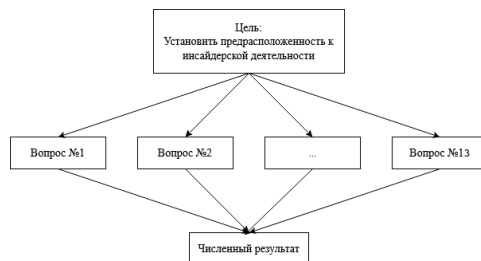 Цель:
Установить предрасположенность к
инсайдерской деятельности
Вопрос №1
Вопрос №2
...
Вопрос №13
Численный результат